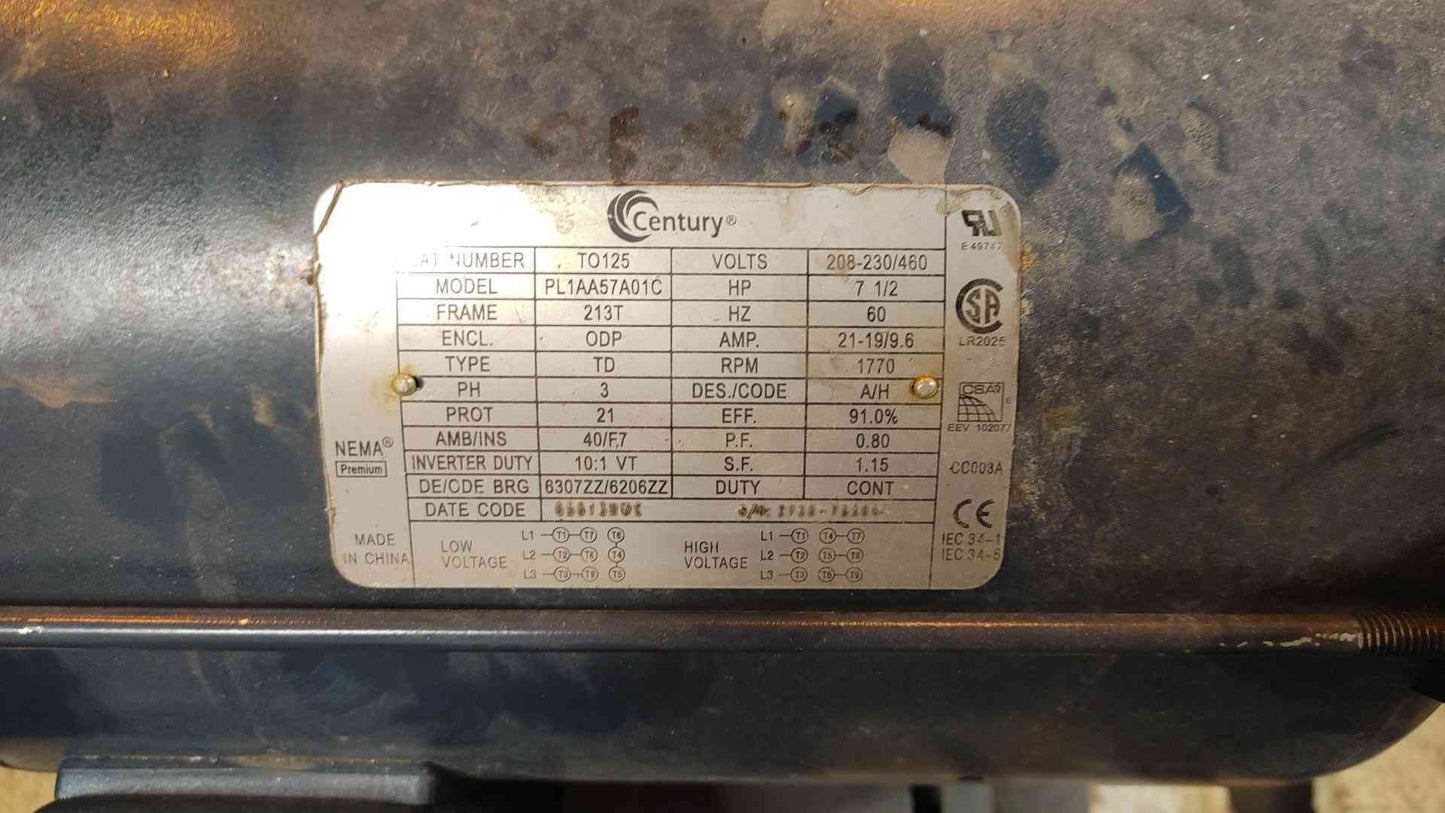 Century®
AT NUMBER TO125 VOLTS 208-230/460
MODEL PL1AA57A01C HP 7 1/2
FRAME 213T HZ 60
ENCL. ODP AMP. 21-19/9.6
TYPE TD RPM 1770
PH 3 DES./CODE A/H
PROT 21 EFF. 91.0%
AMB/INS 40/F.7 P.F. 0.80
INVERTER DUTY 10:1 VT S.F. 1.15
DE/ODE BRG 6307ZZ/6206ZZ DUTY CONT
DATE CODE
NEMA®
Premium
MADE
IN CHINA
LOW
VOLTAGE
L1 T1 T7 T6
L2 T2 T8 T4
L3 T3 T9 T5
HIGH
VOLTAGE
L1 T1 T4 T7
L2 T2 T5 T8
L3 T3 T6 T9
LR2025
EEV 102077
CC003A
CE
IEC 34-1
IEC 34-5